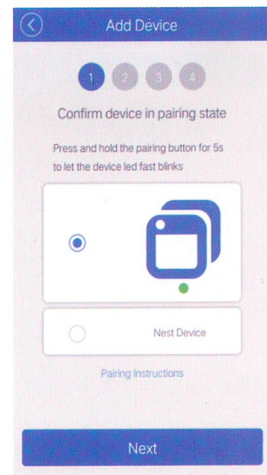 Add Device
1 2 3 4
Confirm device in pairing state
Press and hold the pairing button for 5s
to let the device led fast blinks
Nest Device
Pairing Instructions
Next